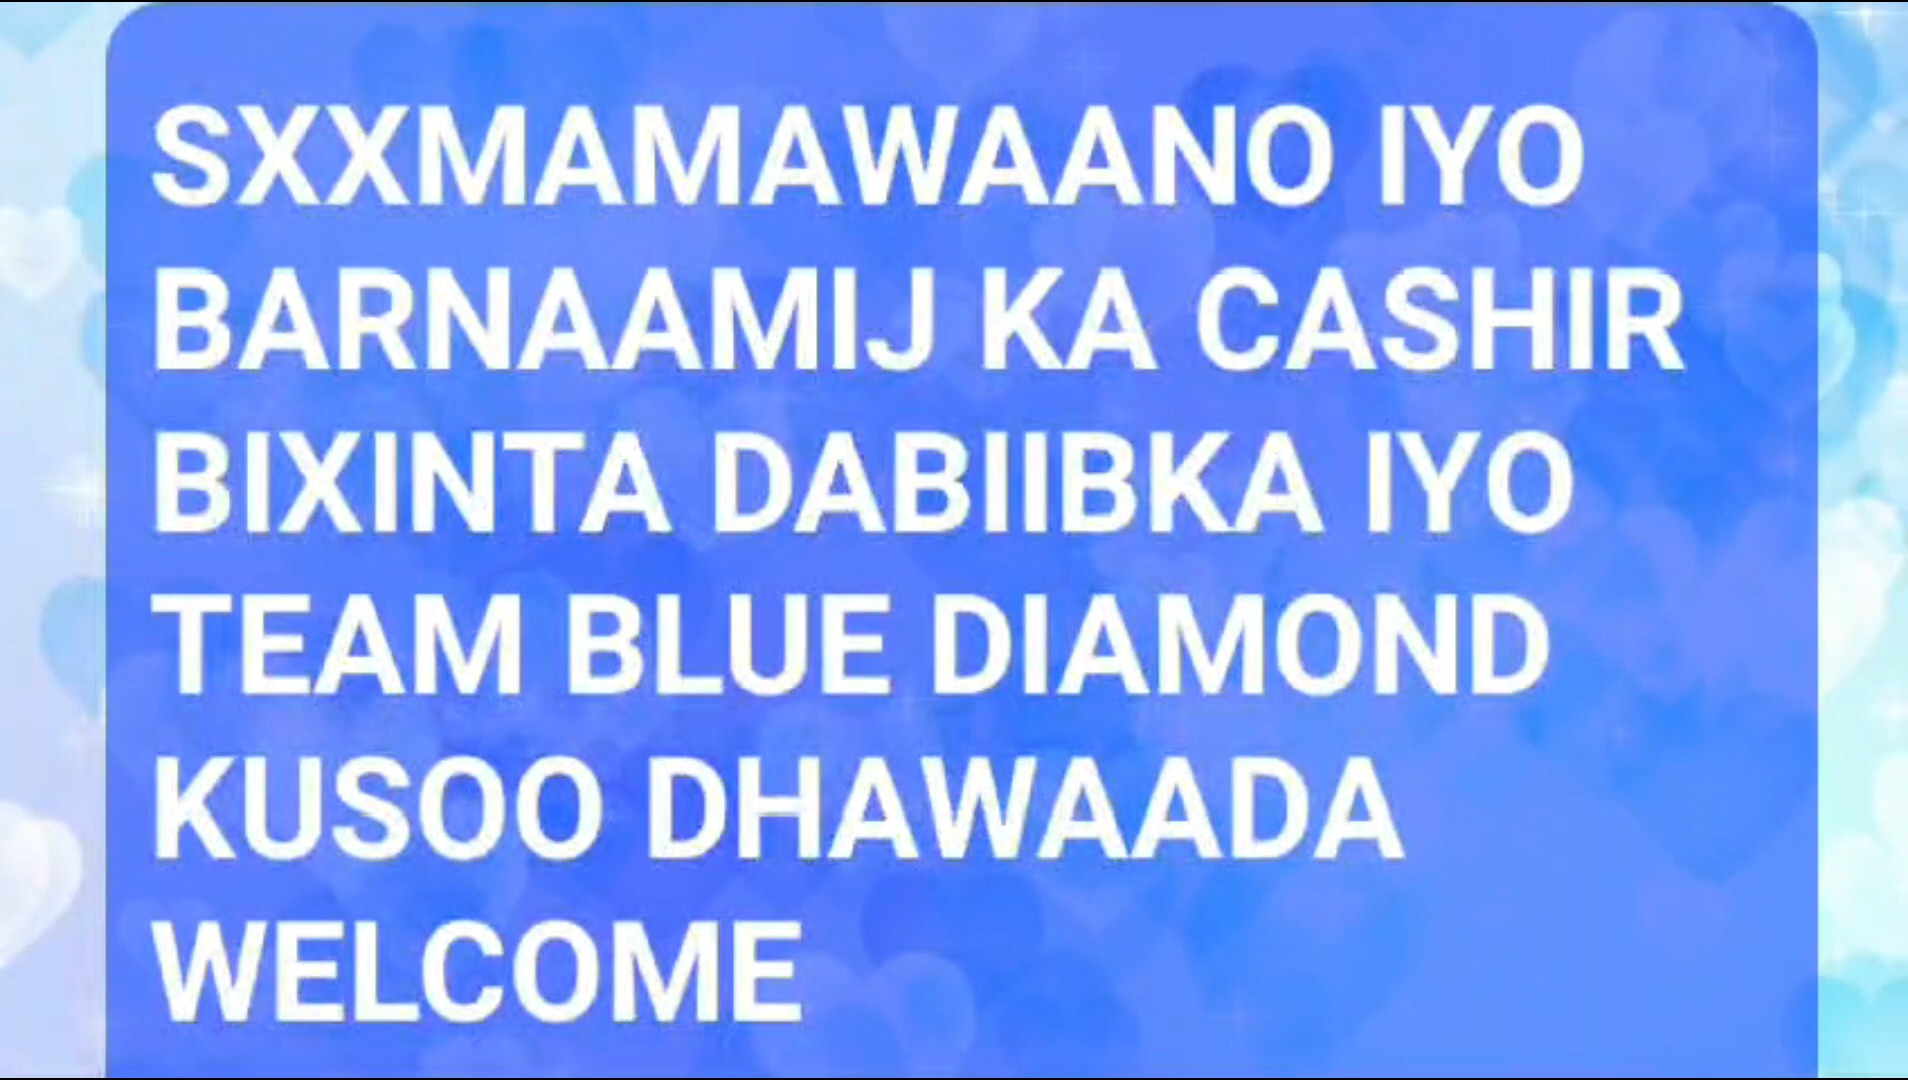 SXXMAMAWAANO IYO
BARNAAMIJ KA CASHIR
BIXINTA DABIIBKA IYO
TEAM BLUE DIAMOND
KUSOO DHAWAADA
WELCOME